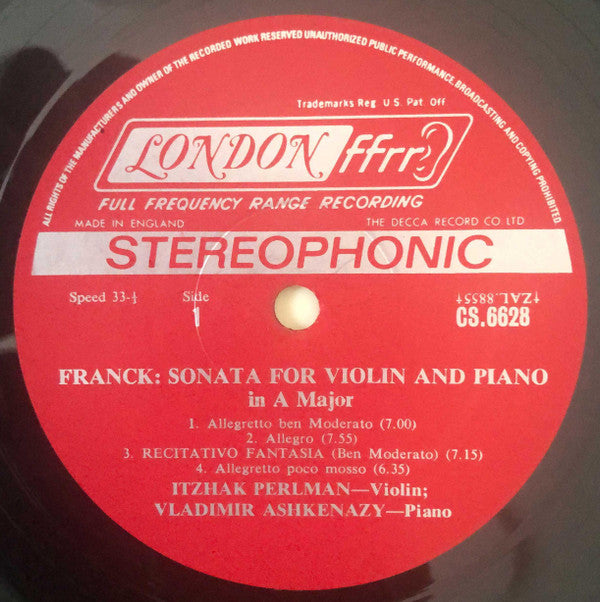 ALL RIGHTS OF THE MANUFACTURERS AND OWNER OF THE RECORDED WORK RESERVED UNAUTHORIZED PUBLIC PERFORMANCE, BROADCASTING AND COPYING PROHIBITED.
Trademarks Reg U.S. Pat. Off
LONDON ffrr
FULL FREQUENCY RANGE RECORDING
MADE IN ENGLAND THE DECCA RECORD CO. LTD
STEREOPHONIC
Speed 33-⅓ Side ‡ZAL.8855‡
1 CS.6628
FRANCK: SONATA FOR VIOLIN AND PIANO
in A Major
1. Allegretto ben Moderato (7.00)
2. Allegro (7.55)
3. RECITATIVO FANTASIA (Ben Moderato) (7.15)
4. Allegretto poco mosso (6.35)
ITZHAK PERLMAN—Violin;
VLADIMIR ASHKENAZY—Piano